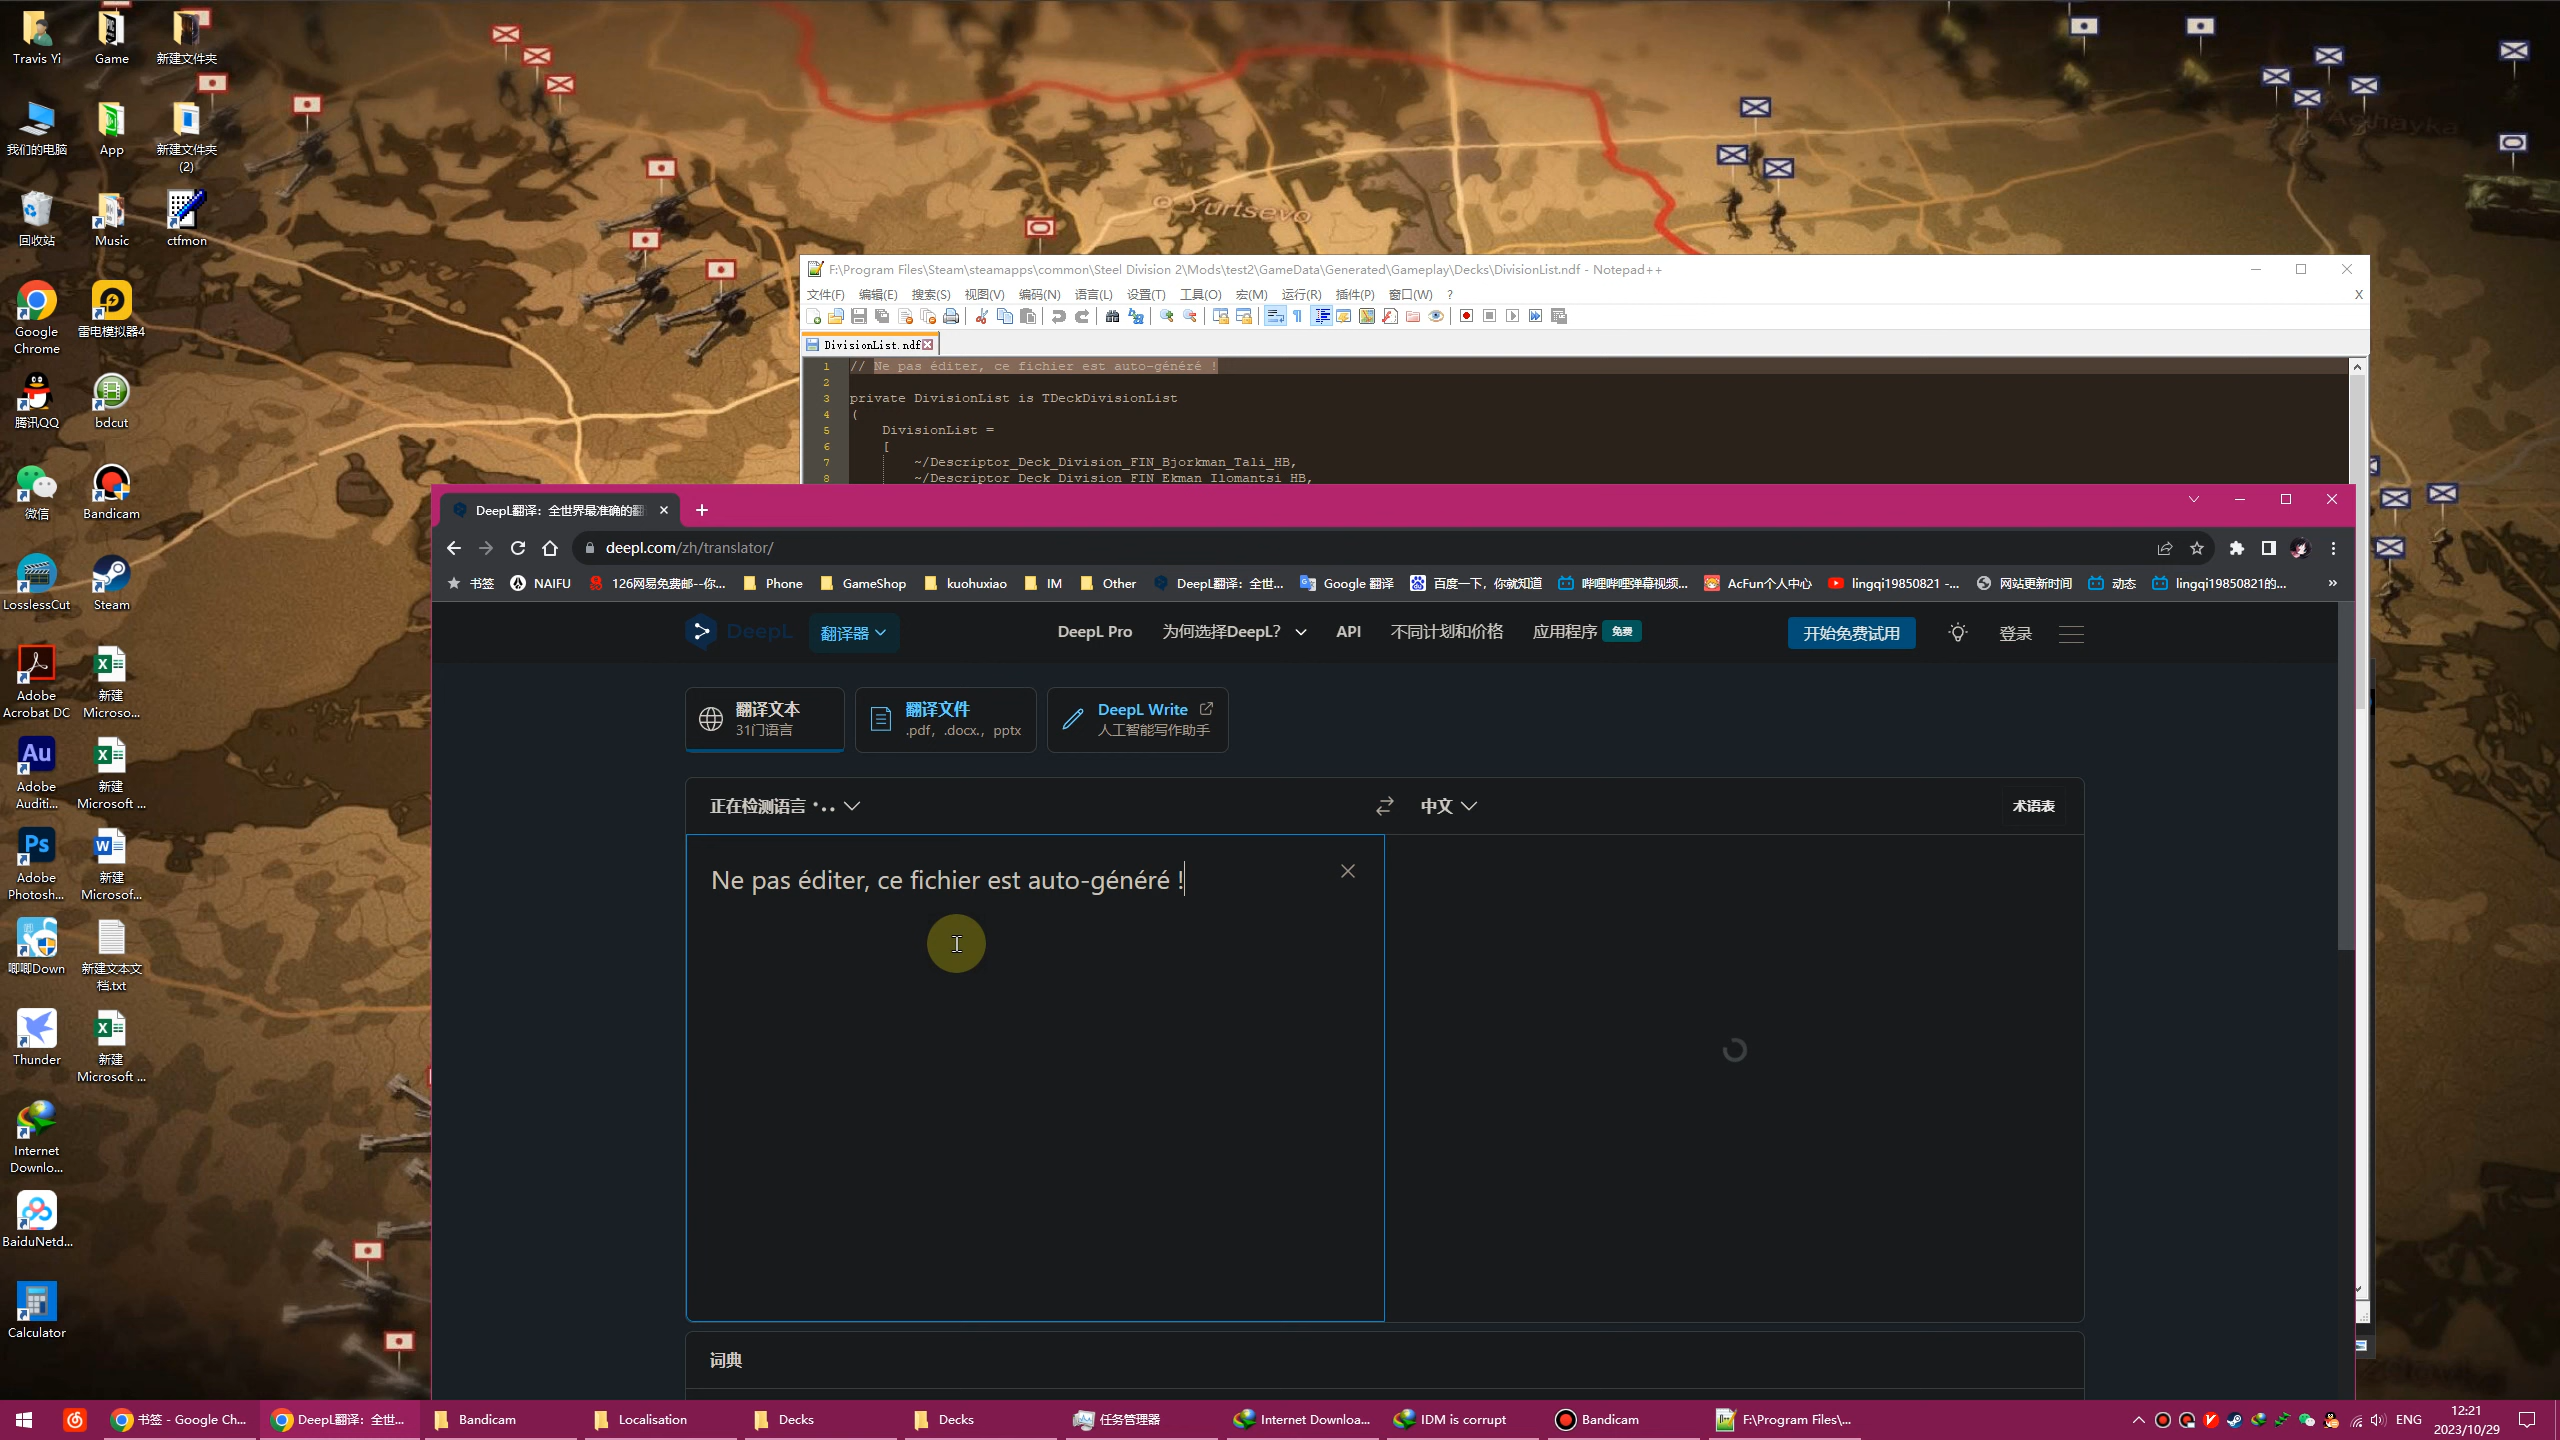 Travis Yi
Game
新建文件夹
我们的电脑
App
新建文件夹
(2)
回收站
Music
ctfmon
Google
Chrome
雷电模拟器4
腾讯QQ
bdcut
微信
Bandicam
LosslesCut
Steam
Adobe
Acrobat DC
新建
Microso...
Au
Adobe
Auditi...
新建
Microsoft ...
Ps
Adobe
Photosh...
新建
Microsof...
唧唧Down
新建文本文
档.txt
Thunder
新建
Microsoft ...
Internet
Downlo...
BaiduNetd...
Calculator
Yurtsevo
F:\Program Files\Steam\steamapps\common\Steel Division 2\Mods\test2\GameData\Generated\Gameplay\Decks\DivisionList.ndf - Notepad++
文件(F) 编辑(E) 搜索(S) 视图(V) 编码(N) 语言(L) 设置(T) 工具(O) 宏(M) 运行(R) 插件(P) 窗口(W) ? X
DivisionList.ndf
1 // Ne pas éditer, ce fichier est auto-généré !
2
3 private DivisionList is TDeckDivisionList
4 (
5 DivisionList =
6 [
7 ~/Descriptor_Deck_Division_FIN_Bjorkman_Tali_HB,
8 ~/Descriptor_Deck_Division_FIN_Ekman_Ilomantsi_HB,
DeepL翻译：全世界最准确的翻
deepl.com/zh/translator/
书签 NAIFU 126网易免费邮--你... Phone GameShop kuohuxiao IM Other DeepL翻译：全世... Google 翻译 百度一下，你就知道 哔哩哔哩弹幕视频... AcFun个人中心 lingqi19850821 -... 网站更新时间 动态 lingqi19850821的... »
DeepL 翻译器 DeepL Pro 为何选择DeepL? API 不同计划和价格 应用程序 免费 开始免费试用 登录
翻译文本
31门语言
翻译文件
.pdf，.docx.，pptx
DeepL Write
人工智能写作助手
正在检测语言 中文 术语表
Ne pas éditer, ce fichier est auto-généré !
词典
书签 - Google Ch... DeepL翻译：全世... Bandicam Localisation Decks Decks 任务管理器 Internet Downloa... IDM is corrupt Bandicam F:\Program Files\... ENG
12:21
2023/10/29